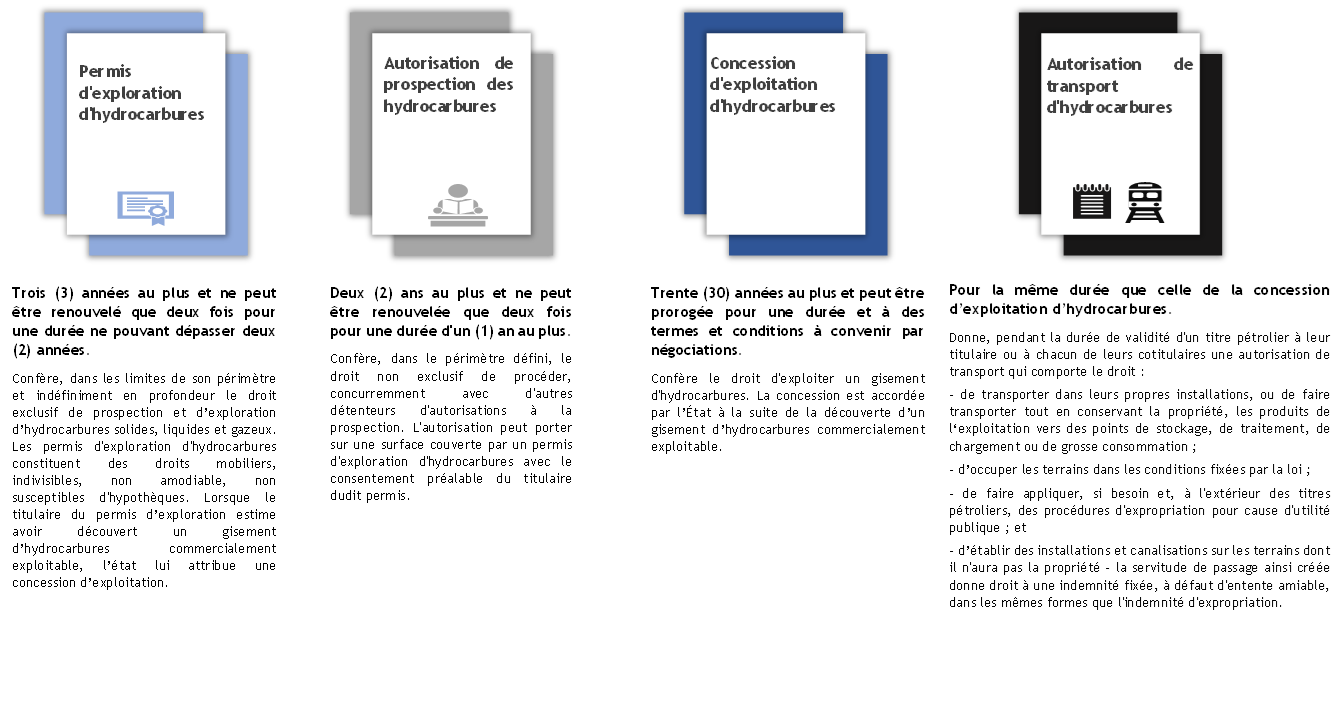 Permis
d'exploration
d'hydrocarbures
Trois (3) années au plus et ne peut
être renouvelé que deux fois pour
une durée ne pouvant dépasser deux
(2) années.
Confère, dans les limites de son périmètre
et indéfiniment en profondeur le droit
exclusif de prospection et d’exploration
d’hydrocarbures solides, liquides et gazeux.
Les permis d'exploration d'hydrocarbures
constituent des droits mobiliers,
indivisibles, non amodiable, non
susceptibles d'hypothèques. Lorsque le
titulaire du permis d’exploration estime
avoir découvert un gisement
d’hydrocarbures commercialement
exploitable, l’état lui attribue une
concession d’exploitation.
Autorisation de
prospection des
hydrocarbures
Deux (2) ans au plus et ne peut
être renouvelée que deux fois
pour une durée d'un (1) an au plus.
Confère, dans le périmètre défini, le
droit non exclusif de procéder,
concurremment avec d'autres
détenteurs d'autorisations à la
prospection. L'autorisation peut porter
sur une surface couverte par un permis
d'exploration d'hydrocarbures avec le
consentement préalable du titulaire
dudit permis.
Concession
d'exploitation
d'hydrocarbures
Trente (30) années au plus et peut être
prorogée pour une durée et à des
termes et conditions à convenir par
négociations.
Confère le droit d'exploiter un gisement
d'hydrocarbures. La concession est accordée
par l’État à la suite de la découverte d’un
gisement d’hydrocarbures commercialement
exploitable.
Autorisation de
transport
d'hydrocarbures
Pour la même durée que celle de la concession
d’exploitation d’hydrocarbures.
Donne, pendant la durée de validité d'un titre pétrolier à leur
titulaire ou à chacun de leurs cotitulaires une autorisation de
transport qui comporte le droit :
- de transporter dans leurs propres installations, ou de faire
transporter tout en conservant la propriété, les produits de
l‘exploitation vers des points de stockage, de traitement, de
chargement ou de grosse consommation ;
- d’occuper les terrains dans les conditions fixées par la loi ;
- de faire appliquer, si besoin et, à l'extérieur des titres
pétroliers, des procédures d'expropriation pour cause d'utilité
publique ; et
- d’établir des installations et canalisations sur les terrains dont
il n'aura pas la propriété - la servitude de passage ainsi créée
donne droit à une indemnité fixée, à défaut d'entente amiable,
dans les mêmes formes que l'indemnité d'expropriation.